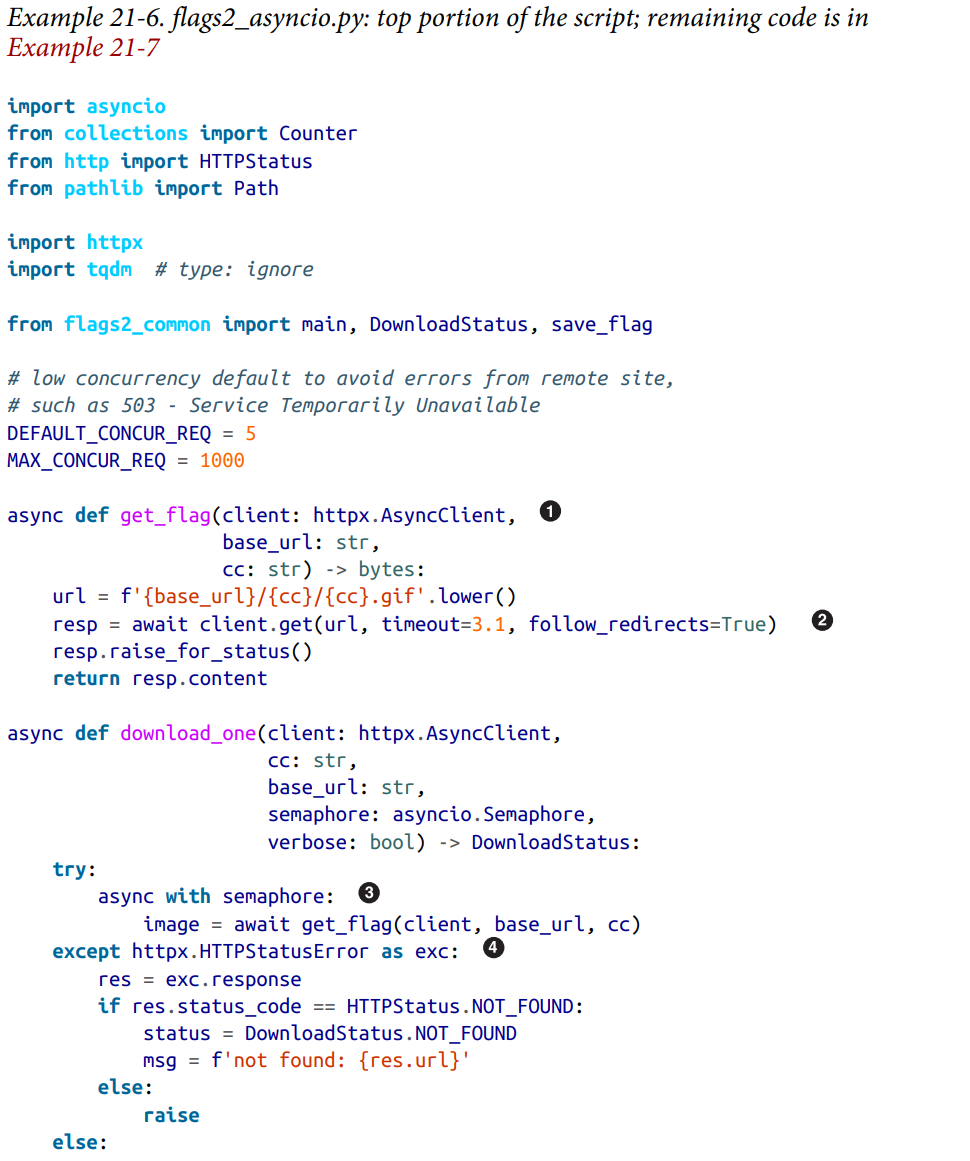 Example 21-6. flags2_asyncio.py: top portion of the script; remaining code is in
Example 21-7
import asyncio
from collections import Counter
from http import HTTPStatus
from pathlib import Path
import httpx
import tqdm  # type: ignore
from flags2_common import main, DownloadStatus, save_flag
# low concurrency default to avoid errors from remote site,
# such as 503 - Service Temporarily Unavailable
DEFAULT_CONCUR_REQ = 5
MAX_CONCUR_REQ = 1000
async def get_flag(client: httpx.AsyncClient,  ❶
                   base_url: str,
                   cc: str) -> bytes:
    url = f'{base_url}/{cc}/{cc}.gif'.lower()
    resp = await client.get(url, timeout=3.1, follow_redirects=True)   ❷
    resp.raise_for_status()
    return resp.content
async def download_one(client: httpx.AsyncClient,
                       cc: str,
                       base_url: str,
                       semaphore: asyncio.Semaphore,
                       verbose: bool) -> DownloadStatus:
    try:
        async with semaphore:  ❸
            image = await get_flag(client, base_url, cc)
    except httpx.HTTPStatusError as exc:  ❹
        res = exc.response
        if res.status_code == HTTPStatus.NOT_FOUND:
            status = DownloadStatus.NOT_FOUND
            msg = f'not found: {res.url}'
        else:
            raise
    else: